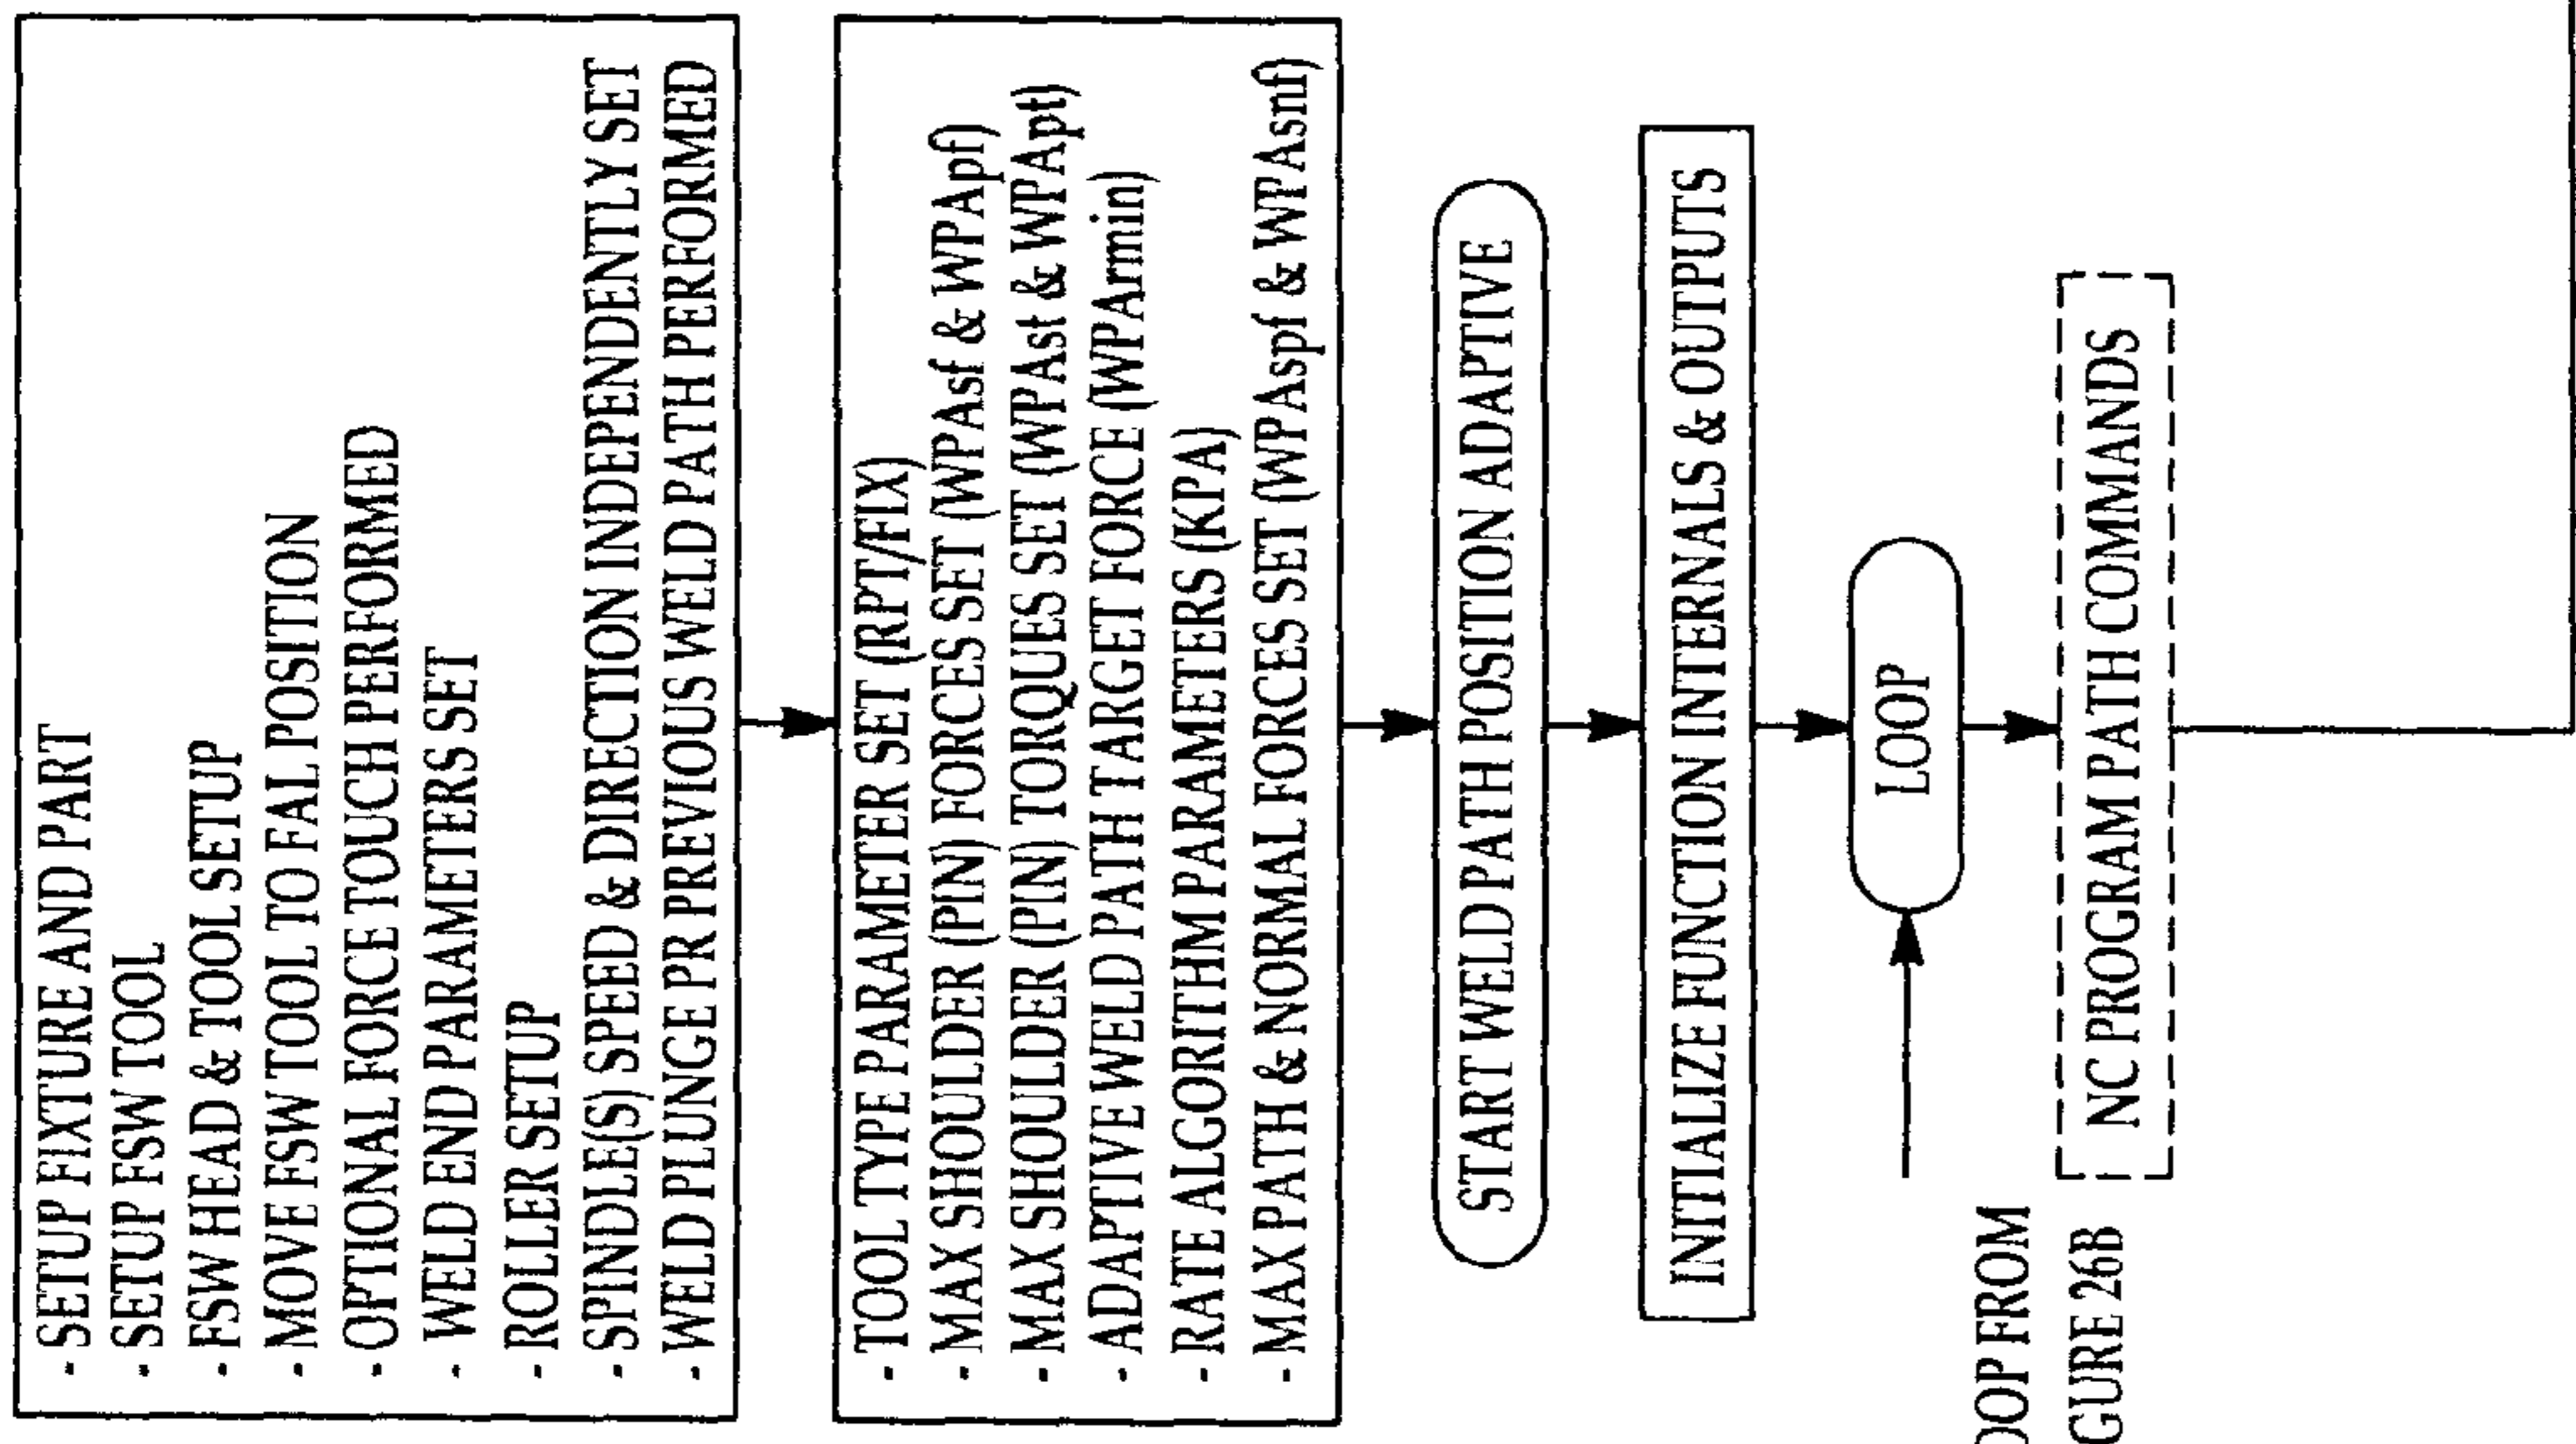 - SETUP FIXTURE AND PART
- SETUP FSW TOOL
- FSW HEAD & TOOL SETUP
- MOVE FSW TOOL TO FAL POSITION
- OPTIONAL FORCE TOUCH PERFORMED
- WELD END PARAMETERS SET
- ROLLER SETUP
- SPINDLE(S) SPEED & DIRECTION INDEPENDENTLY SET
- WELD PLUNGE PR PREVIOUS WELD PATH PERFORMED
- TOOL TYPE PARAMETER SET (RPT/FIX)
- MAX SHOULDER (PIN) FORCES SET (WPAsf & WPApf)
- MAX SHOULDER (PIN) TORQUES SET (WPAst & WPApt)
- ADAPTIVE WELD PATH TARGET FORCE (WPArmin)
- RATE ALGORITHM PARAMETERS (KPA)
- MAX PATH & NORMAL FORCES SET (WPAspf & WPAsnf)
START WELD PATH POSITION ADAPTIVE
INITIALIZE FUNCTION INTERNALS & OUTPUTS
LOOP
OOP FROM
GURE 26B
NC PROGRAM PATH COMMANDS